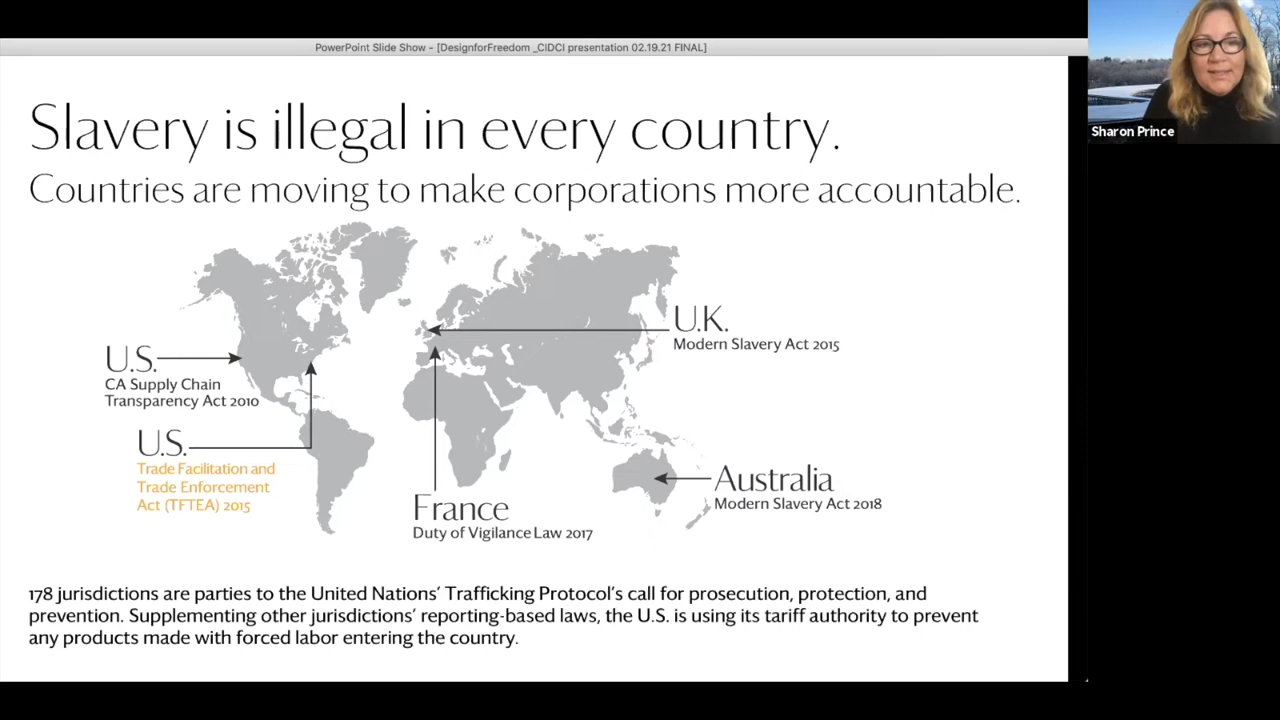 PowerPoint Slide Show - [DesignforFreedom _CIDCI presentation 02.19.21 FINAL]
Sharon Prince
Slavery is illegal in every country.
Countries are moving to make corporations more accountable.
U.K.
Modern Slavery Act 2015
U.S.
CA Supply Chain
Transparency Act 2010
U.S.
Trade Facilitation and
Trade Enforcement
Act (TFTEA) 2015
France
Duty of Vigilance Law 2017
Australia
Modern Slavery Act 2018
178 jurisdictions are parties to the United Nations' Trafficking Protocol's call for prosecution, protection, and
prevention. Supplementing other jurisdictions' reporting-based laws, the U.S. is using its tariff authority to prevent
any products made with forced labor entering the country.